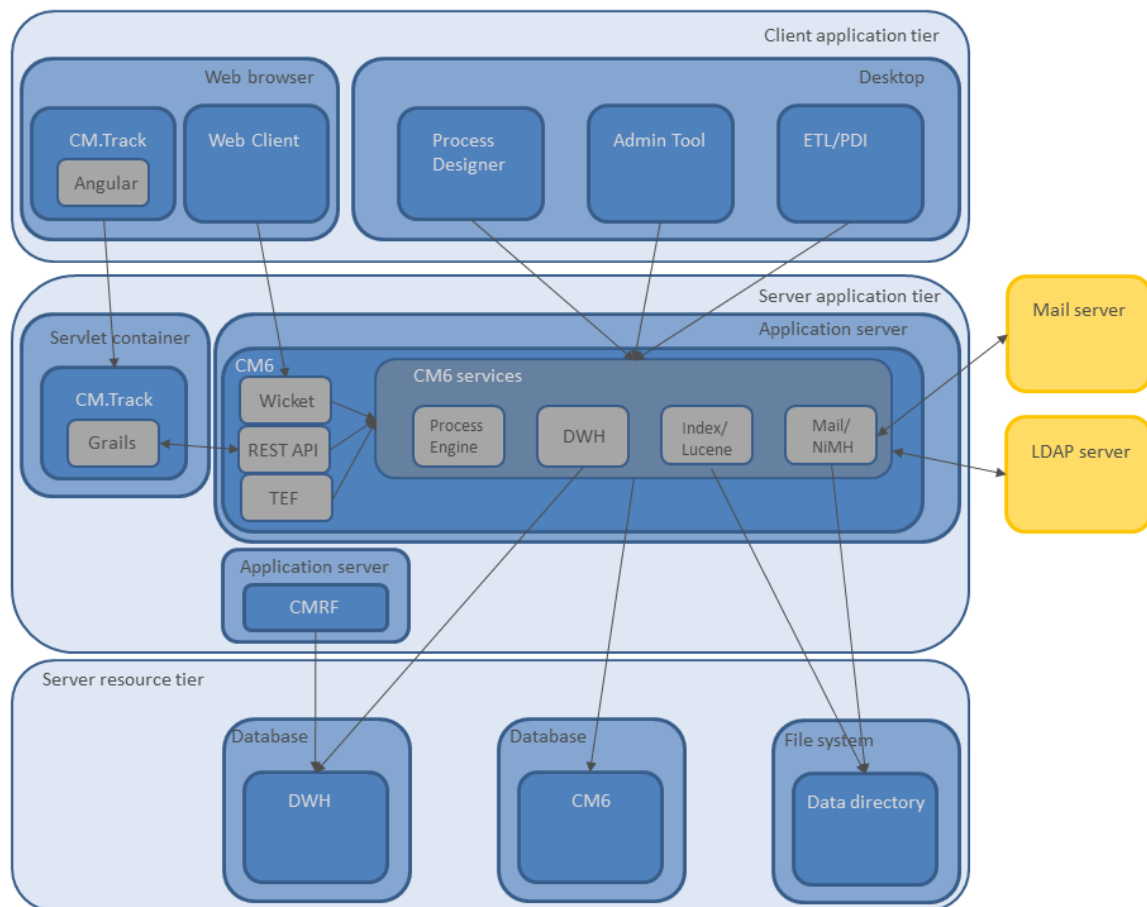 Client application tier
Web browser
Desktop
CM.Track
Angular
Web Client
Process
Designer
Admin Tool
ETL/PDI
Server application tier
Servlet container
Application server
CM.Track
Grails
CM6
Wicket
REST API
TEF
CM6 services
Process
Engine
DWH
Index/
Lucene
Mail/
NiMH
Mail server
LDAP server
Application server
CMRF
Server resource tier
Database
DWH
Database
CM6
File system
Data directory